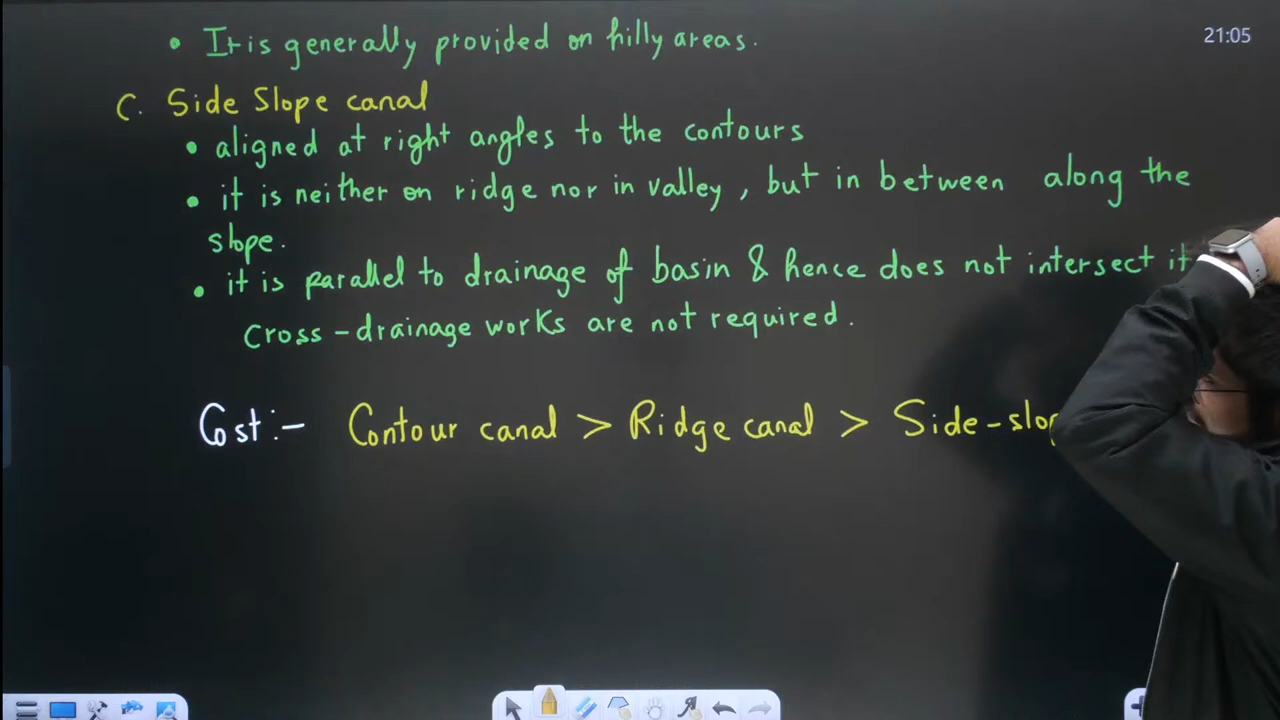 • It is generally provided on hilly areas.
21:05
C. Side Slope canal
• aligned at right angles to the contours
• it is neither on ridge nor in valley, but in between along the
slope.
• it is parallel to drainage of basin & hence does not intersect it
cross-drainage works are not required.
Cost:- Contour canal > Ridge canal > Side-slop